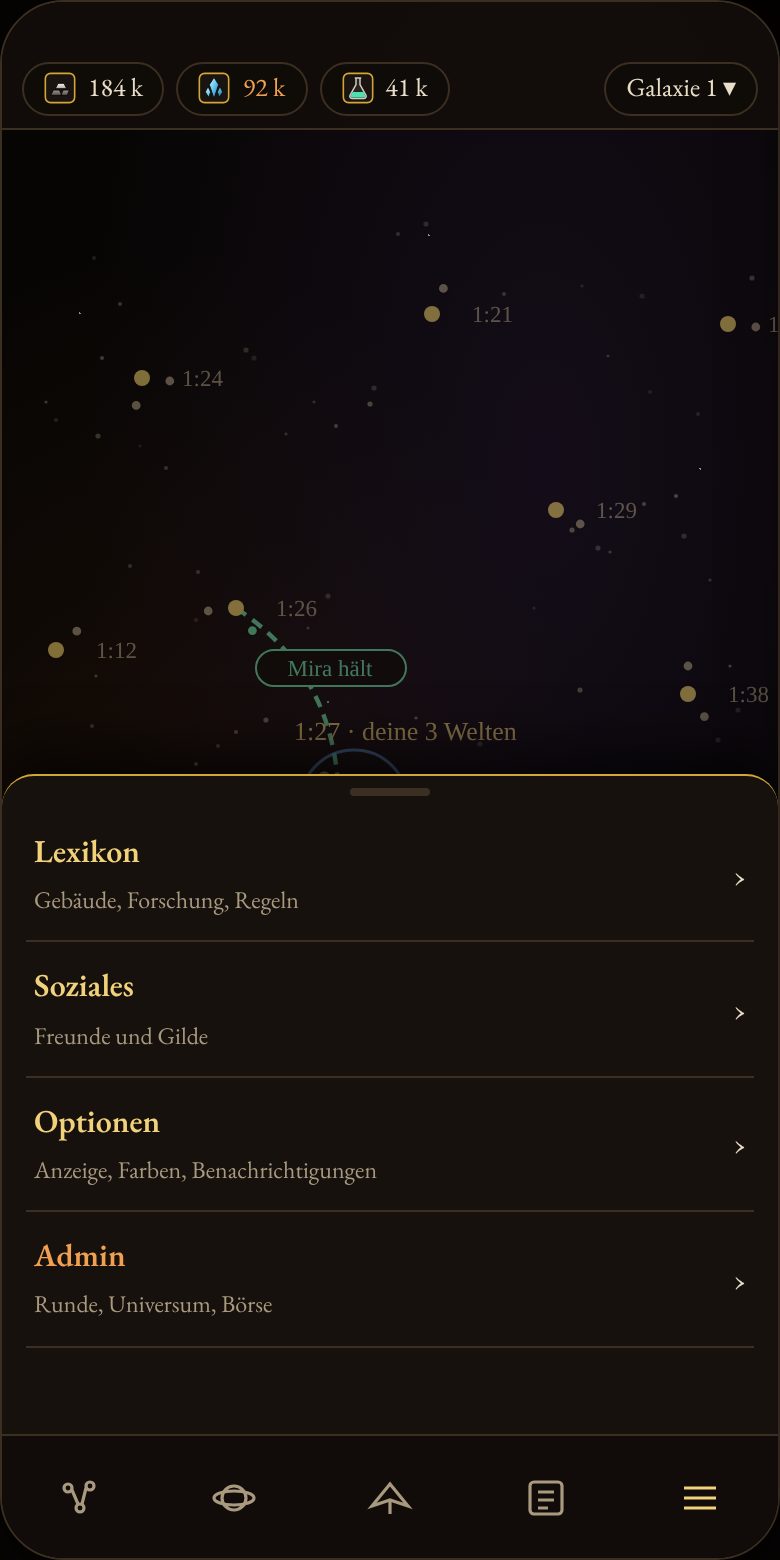 184 k 92 k 41 k Galaxie 1 ▼
1:21
1:24
1:29
1:26
1:12
Mira hält
1:38
1:27 · deine 3 Welten
Lexikon
Gebäude, Forschung, Regeln
Soziales
Freunde und Gilde
Optionen
Anzeige, Farben, Benachrichtigungen
Admin
Runde, Universum, Börse